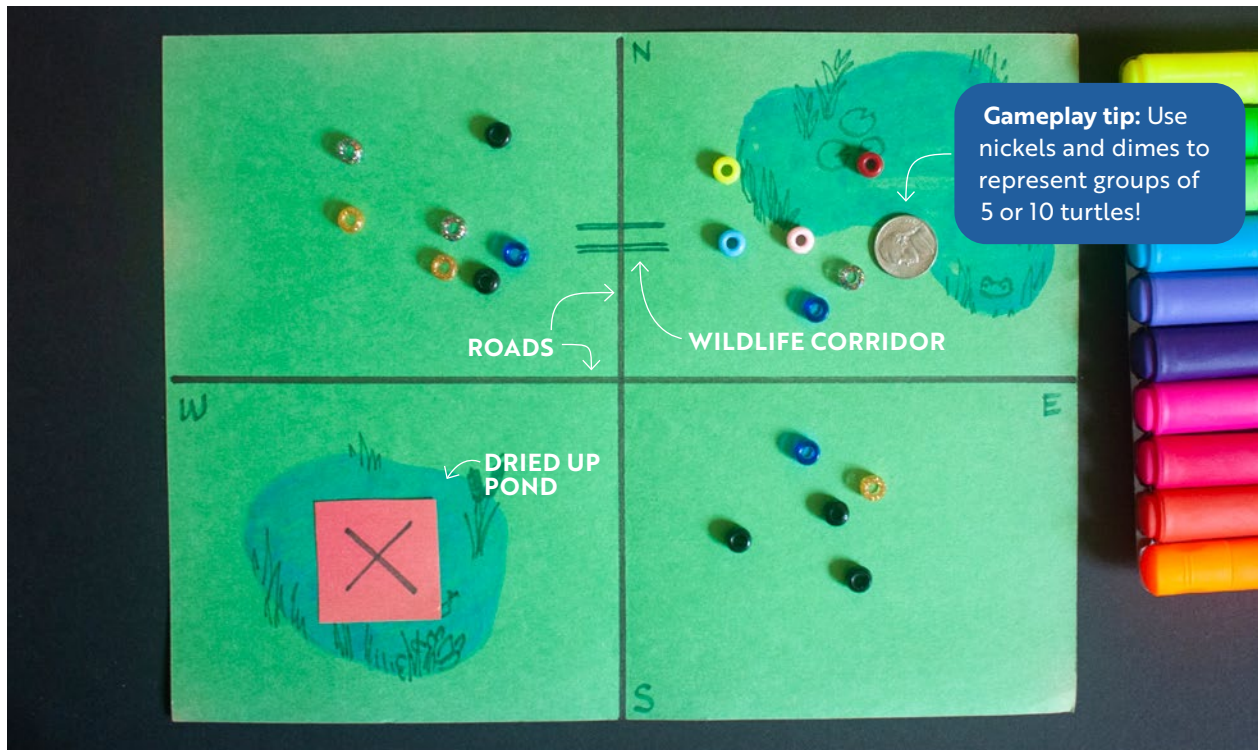 N
Gameplay tip: Use
nickels and dimes to
represent groups of
5 or 10 turtles!
ROADS
WILDLIFE CORRIDOR
W
E
DRIED UP
POND
S